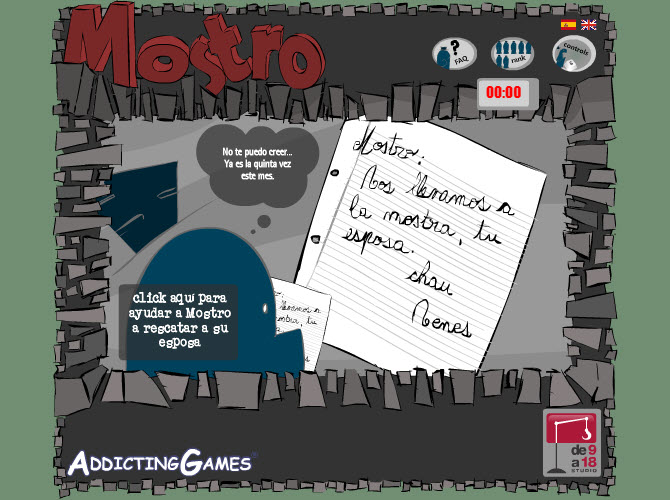 Mostro
FAQ
rank
controls
00:00
No te puedo creer...
Ya es la quinta vez
este mes.
Mostro:
Nos llevamos a
la mostra, tu
esposa.
chau
Nenes
llevamos a
tu
click aquí para
ayudar a Mostro
a rescatar a su
esposa
ADDICTINGGAMES
de 9
a 18
STUDIO